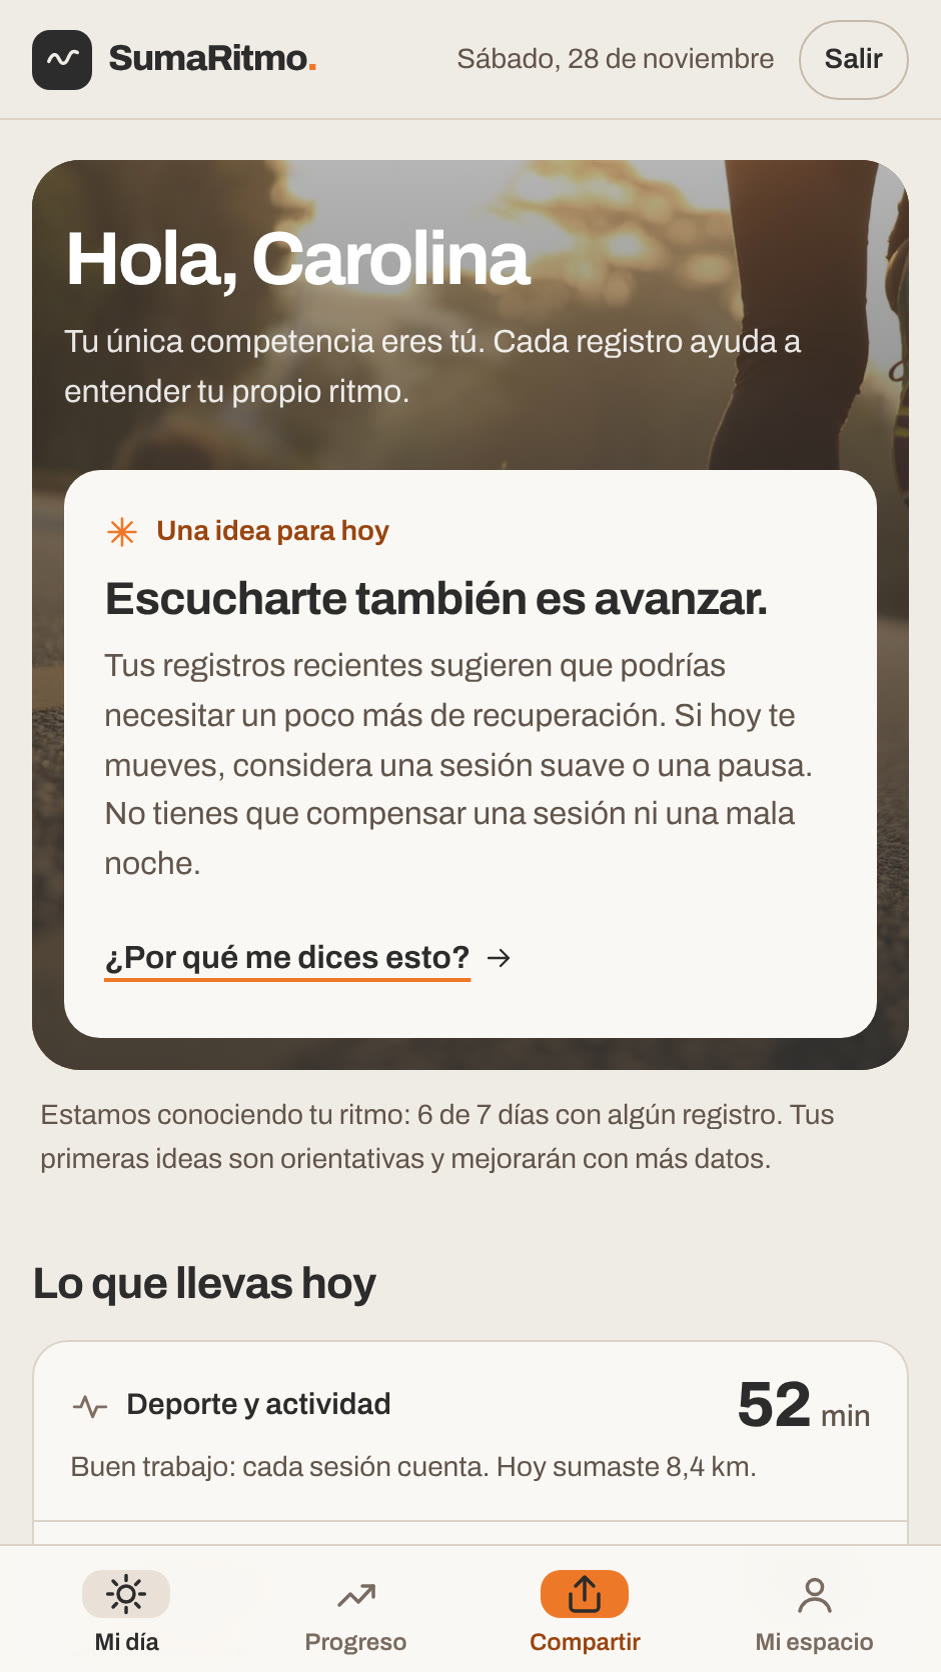 SumaRitmo.
Sábado, 28 de noviembre
Salir
Hola, Carolina
Tu única competencia eres tú. Cada registro ayuda a
entender tu propio ritmo.
Una idea para hoy
Escucharte también es avanzar.
Tus registros recientes sugieren que podrías
necesitar un poco más de recuperación. Si hoy te
mueves, considera una sesión suave o una pausa.
No tienes que compensar una sesión ni una mala
noche.
¿Por qué me dices esto? →
Estamos conociendo tu ritmo: 6 de 7 días con algún registro. Tus
primeras ideas son orientativas y mejorarán con más datos.
Lo que llevas hoy
Deporte y actividad
52 min
Buen trabajo: cada sesión cuenta. Hoy sumaste 8,4 km.
Mi día
Progreso
Compartir
Mi espacio